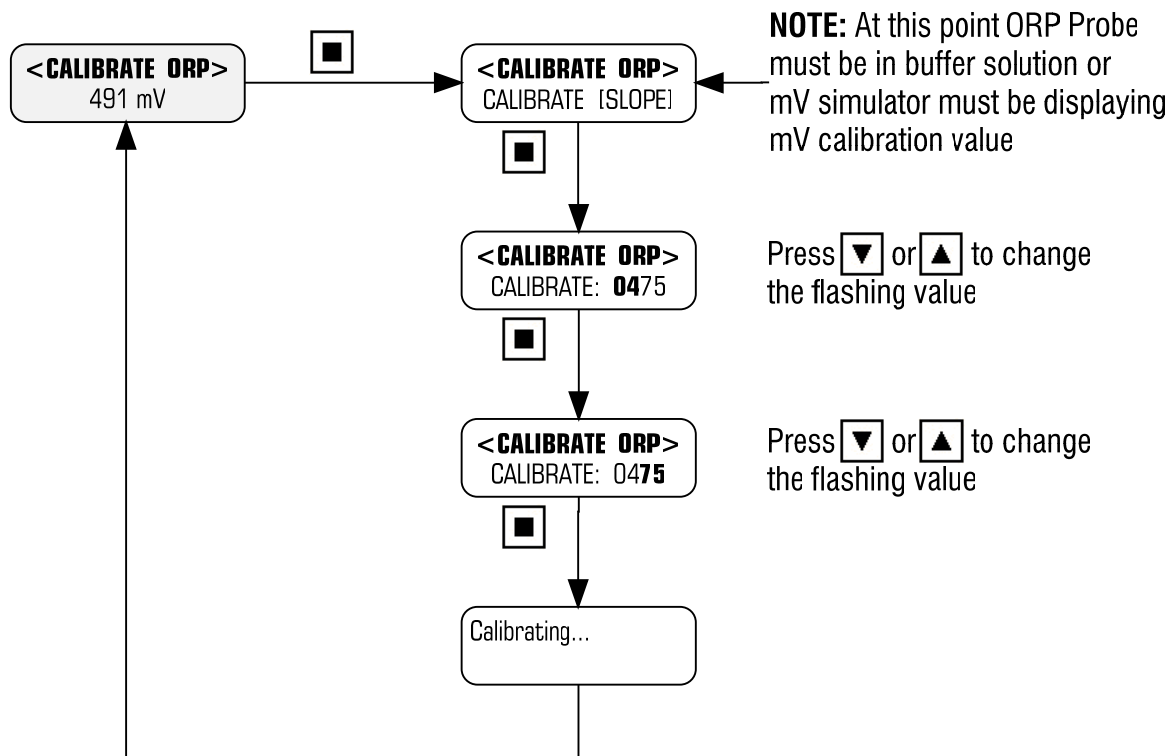 <CALIBRATE ORP>
491 mV
<CALIBRATE ORP>
CALIBRATE [SLOPE]
NOTE: At this point ORP Probe
must be in buffer solution or
mV simulator must be displaying
mV calibration value
<CALIBRATE ORP>
CALIBRATE: 0475
Press ▼ or ▲ to change
the flashing value
<CALIBRATE ORP>
CALIBRATE: 0475
Press ▼ or ▲ to change
the flashing value
Calibrating...